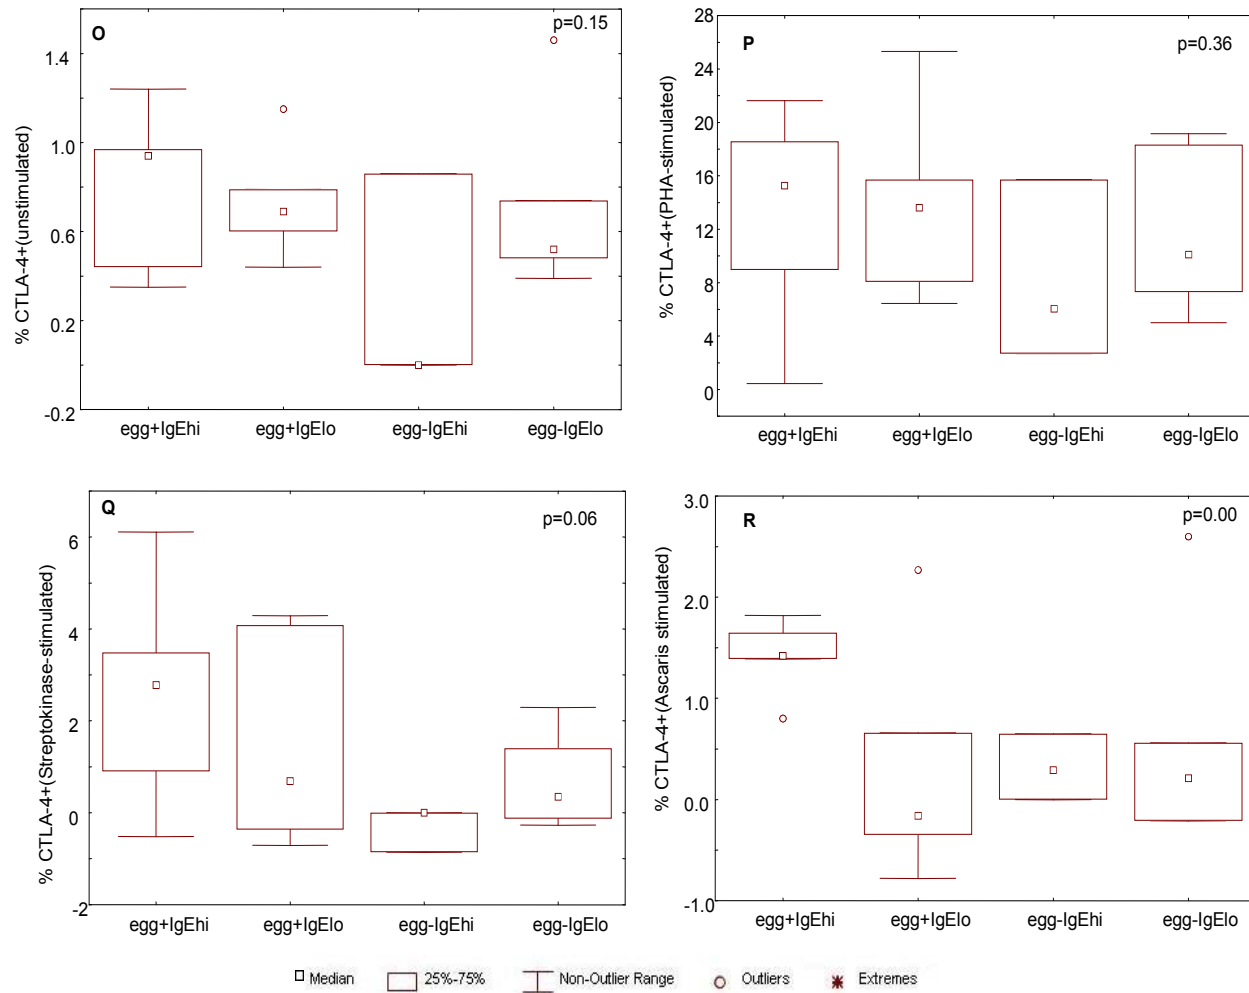 O
p=0.15
% CTLA-4+(unstimulated)
1.4
1.0
0.6
0.2
-0.2
egg+IgEhi
egg+IgElo
egg-IgEhi
egg-IgElo
P
p=0.36
% CTLA-4+(PHA-stimulated)
28
24
20
16
12
8
4
0
egg+IgEhi
egg+IgElo
egg-IgEhi
egg-IgElo
Q
p=0.06
% CTLA-4+(Streptokinase-stimulated)
6
4
2
0
-2
egg+IgEhi
egg+IgElo
egg-IgEhi
egg-IgElo
R
p=0.00
% CTLA-4+(Ascaris stimulated)
3.0
2.0
1.0
0.0
-1.0
egg+IgEhi
egg+IgElo
egg-IgEhi
egg-IgElo
Median 25%-75% Non-Outlier Range Outliers Extremes